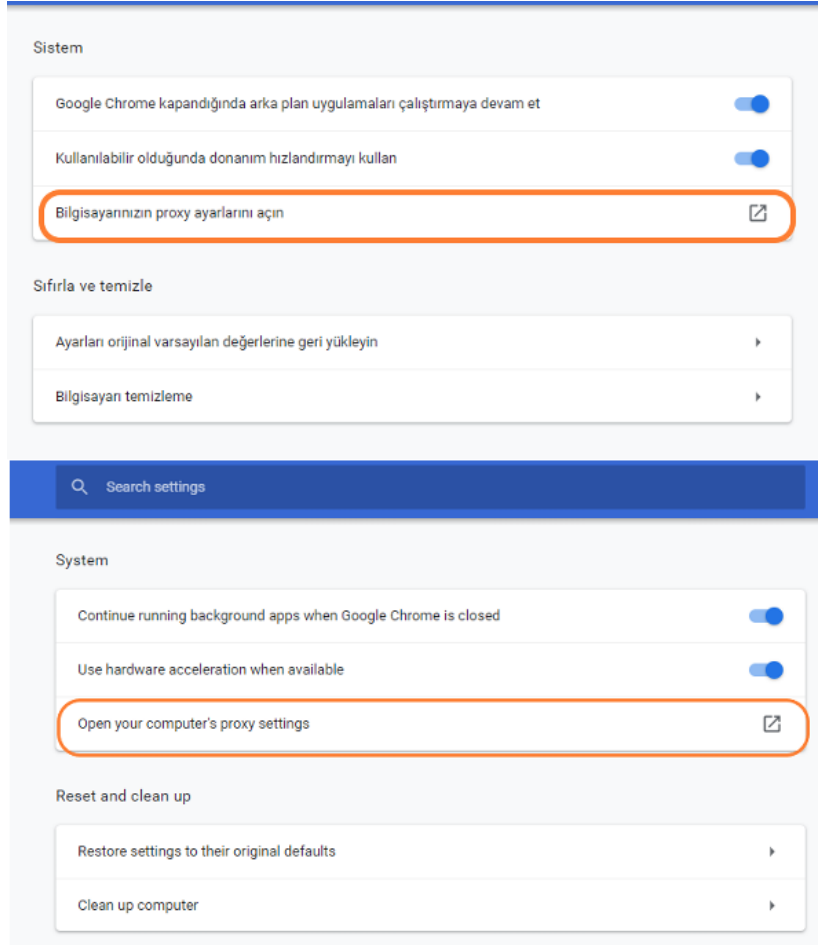 Sistem
Google Chrome kapandığında arka plan uygulamaları çalıştırmaya devam et
Kullanılabilir olduğunda donanım hızlandırmayı kullan
Bilgisayarınızın proxy ayarlarını açın
Sıfırla ve temizle
Ayarları orijinal varsayılan değerlerine geri yükleyin
Bilgisayarı temizleme
Search settings
System
Continue running background apps when Google Chrome is closed
Use hardware acceleration when available
Open your computer's proxy settings
Reset and clean up
Restore settings to their original defaults
Clean up computer